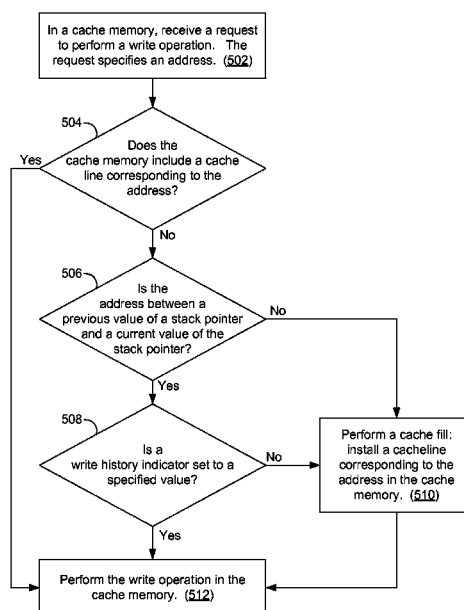 In a cache memory, receive a request
to perform a write operation. The
request specifies an address. (502)
504
Does the
cache memory include a cache
line corresponding to the
address?
Yes
No
506
Is the
address between a
previous value of a stack pointer
and a current value of the
stack pointer?
No
Yes
508
Is a
write history indicator set to a
specified value?
No
Yes
Perform a cache fill:
install a cacheline
corresponding to the
address in the cache
memory. (510)
Perform the write operation in the
cache memory. (512)